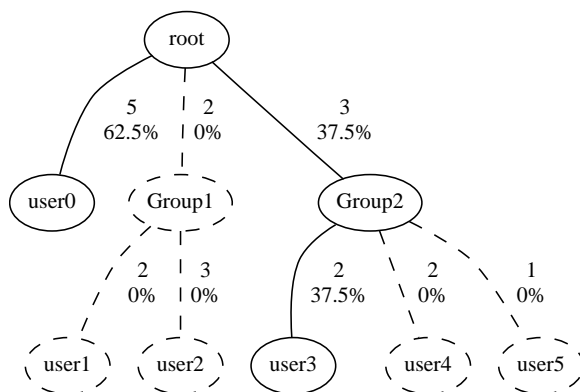 root
5 2 3
62.5% 0% 37.5%
user0 Group1 Group2
2 3 2 2 1
0% 0% 37.5% 0% 0%
user1 user2 user3 user4 user5